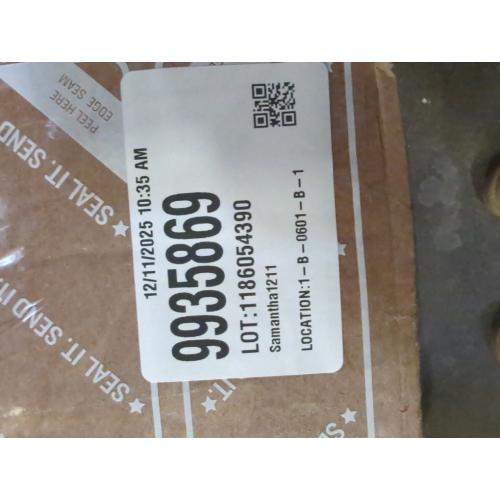 12/11/2025 10:35 AM
9935869
LOT:1186054390
Samantha1211
LOCATION:1-B-0601-B-1
PEEL HERE
EDGE SEAM
SEAL IT. SEND
SEAL IT. SEND IT
IT.